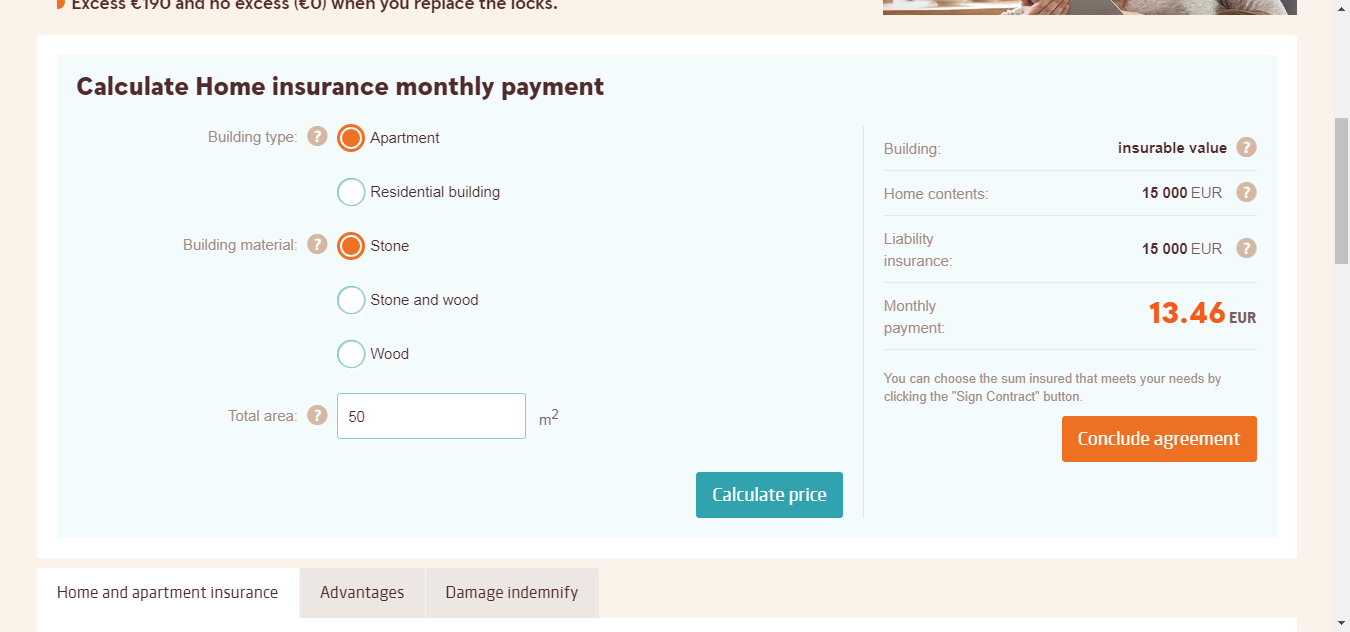 Excess €190 and no excess (€0) when you replace the locks.
Calculate Home insurance monthly payment
Building type: ? Apartment
Residential building
Building material: ? Stone
Stone and wood
Wood
Total area: ? 50 m2
Calculate price
Building: insurable value ?
Home contents: 15 000 EUR ?
Liability
insurance: 15 000 EUR ?
Monthly
payment: 13.46 EUR
You can choose the sum insured that meets your needs by
clicking the "Sign Contract" button.
Conclude agreement
Home and apartment insurance Advantages Damage indemnify